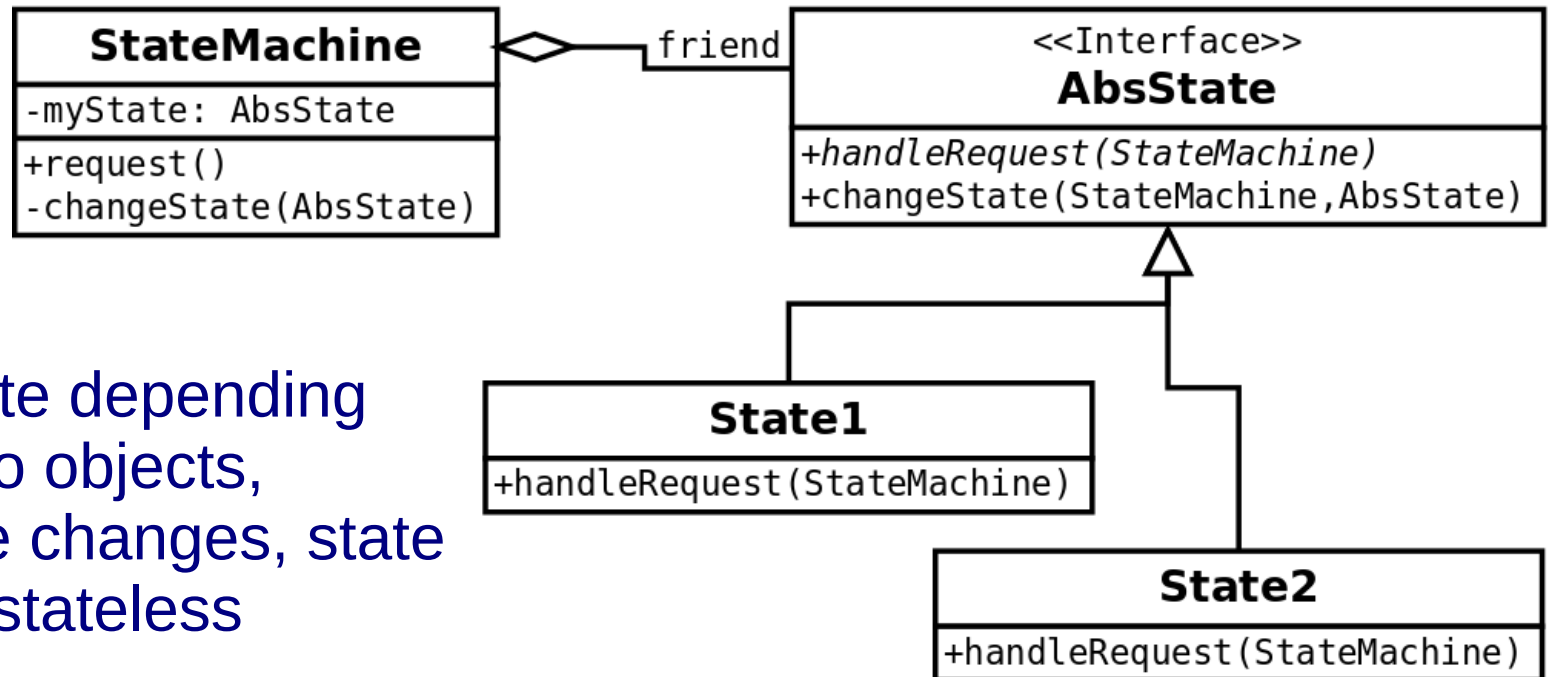 StateMachine
-myState: AbsState
+request()
-changeState(AbsState)
friend
<<Interface>>
AbsState
+handleRequest(StateMachine)
+changeState(StateMachine,AbsState)
State1
+handleRequest(StateMachine)
State2
+handleRequest(StateMachine)
depending
objects,
changes, state
stateless